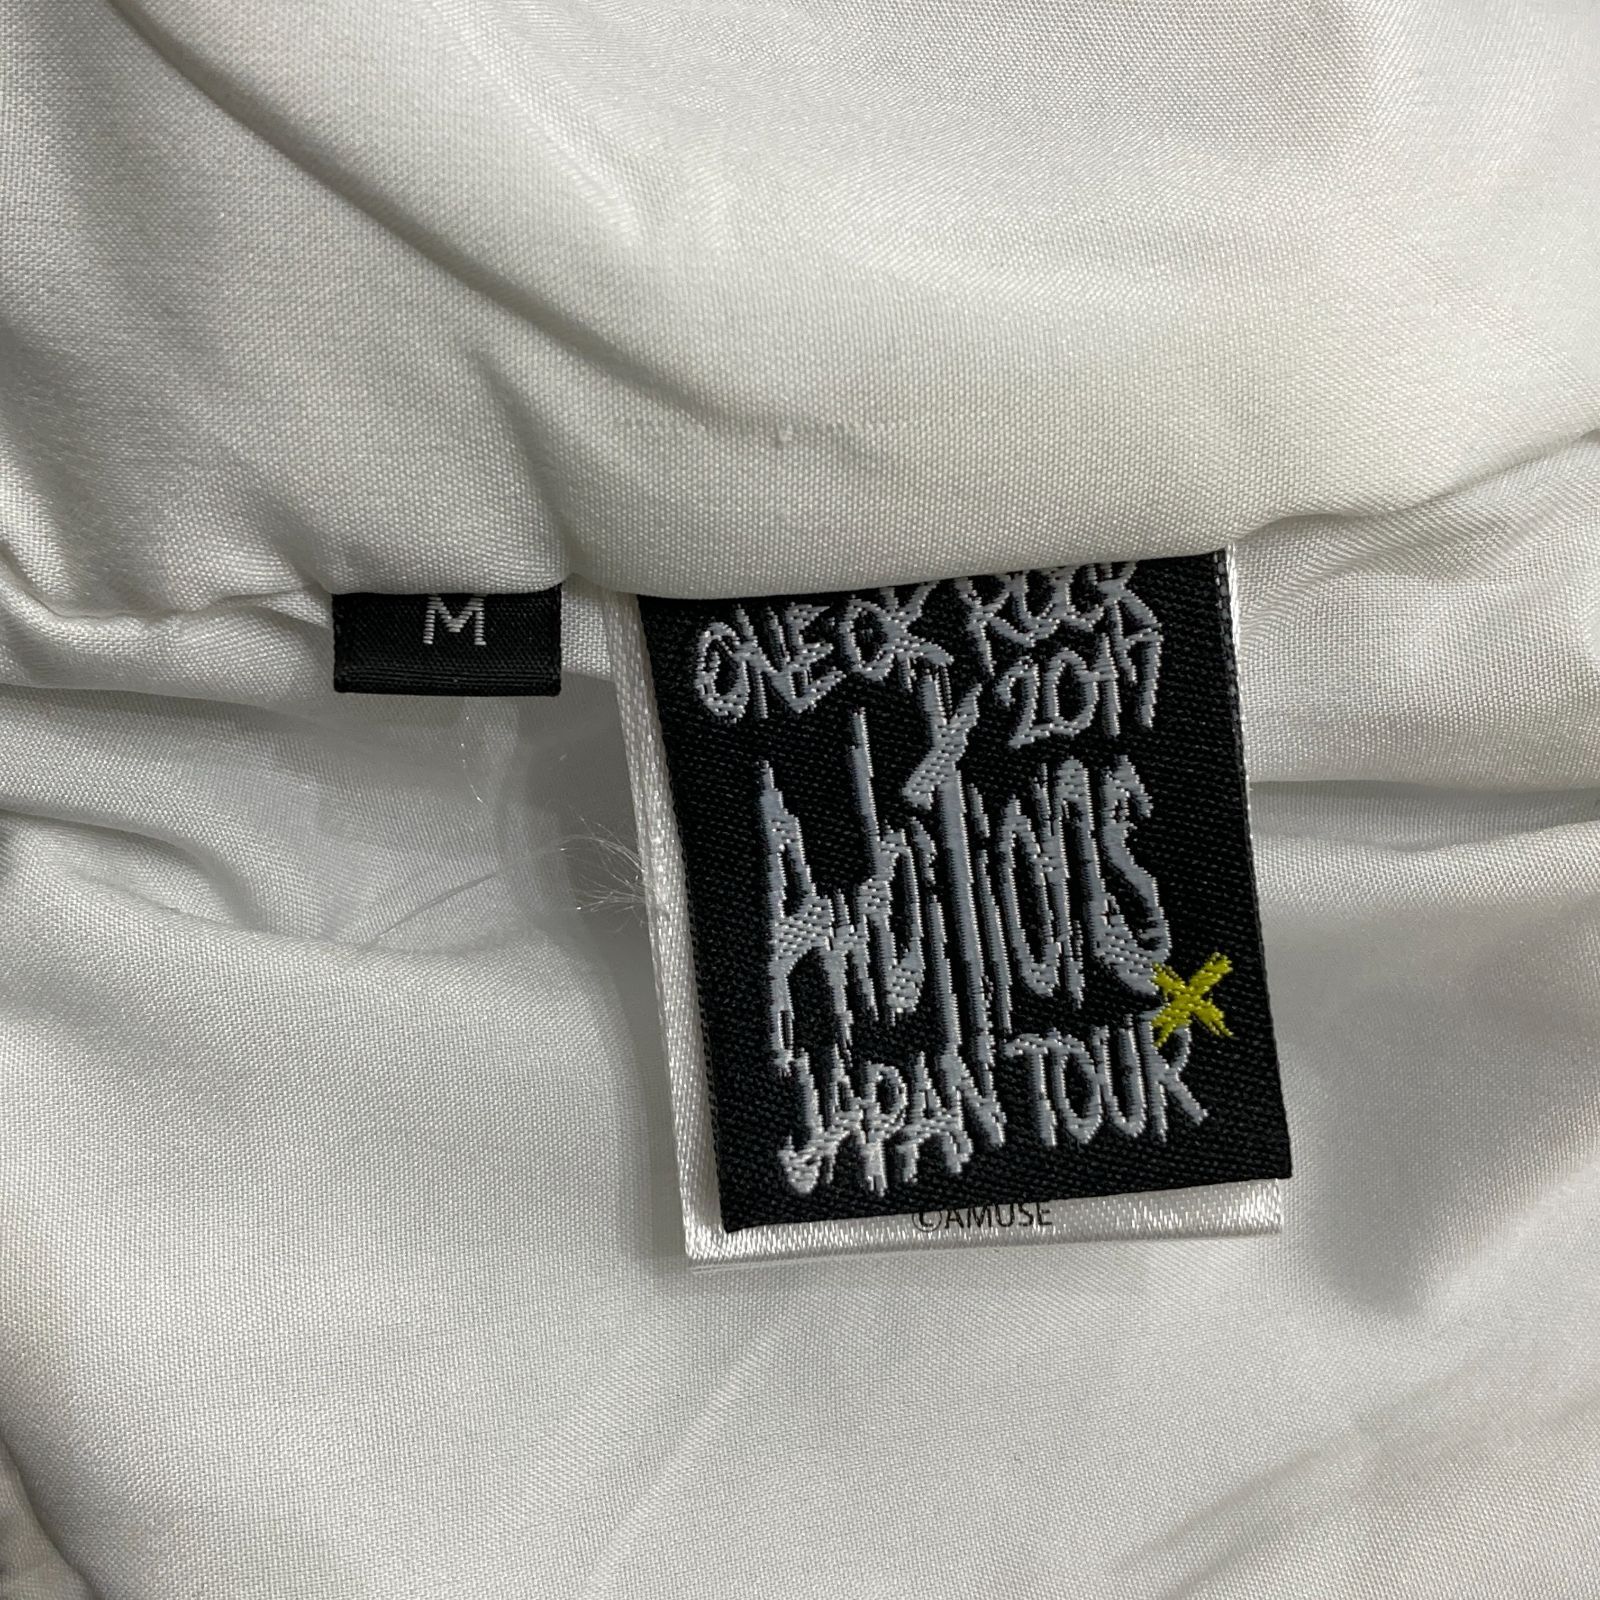 M
ONE OK ROCK
2017
Ambitions
JAPAN TOUR
©AMUSE